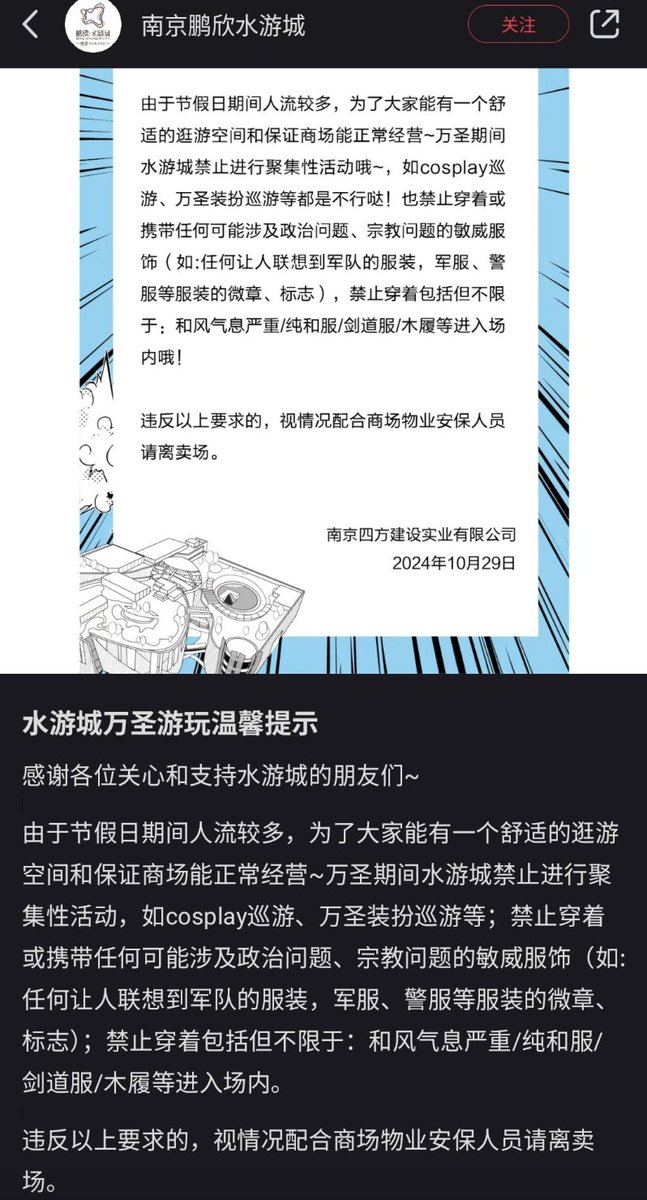 南京鹏欣水游城
关注
由于节假日期间人流较多，为了大家能有一个舒
适的逛游空间和保证商场能正常经营~万圣期间
水游城禁止进行聚集性活动哦~，如cosplay巡
游、万圣装扮巡游等都是不行哒！也禁止穿着或
携带任何可能涉及政治问题、宗教问题的敏威服
饰（如:任何让人联想到军队的服装，军服、警
服等服装的微章、标志），禁止穿着包括但不限
于；和风气息严重/纯和服/剑道服/木履等进入场
内哦！
违反以上要求的，视情况配合商场物业安保人员
请离卖场。
南京四方建设实业有限公司
2024年10月29日
水游城万圣游玩温馨提示
感谢各位关心和支持水游城的朋友们~
由于节假日期间人流较多，为了大家能有一个舒适的逛游
空间和保证商场能正常经营~万圣期间水游城禁止进行聚
集性活动，如cosplay巡游、万圣装扮巡游等；禁止穿着
或携带任何可能涉及政治问题、宗教问题的敏威服饰（如:
任何让人联想到军队的服装，军服、警服等服装的微章、
标志）；禁止穿着包括但不限于：和风气息严重/纯和服/
剑道服/木履等进入场内。
违反以上要求的，视情况配合商场物业安保人员请离卖
场。